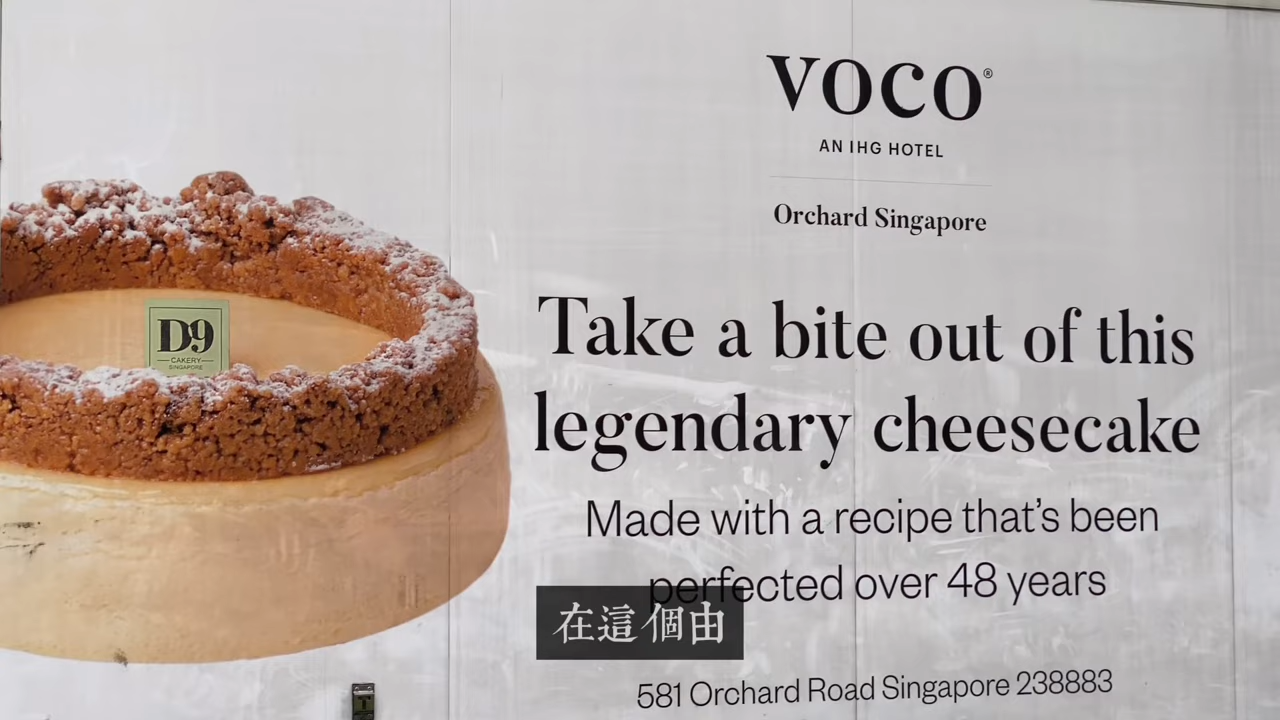 voco®
AN IHG HOTEL
Orchard Singapore
D9
CAKERY
SINGAPORE
Take a bite out of this
legendary cheesecake
Made with a recipe that's been
perfected over 48 years
在這個由
581 Orchard Road Singapore 238883